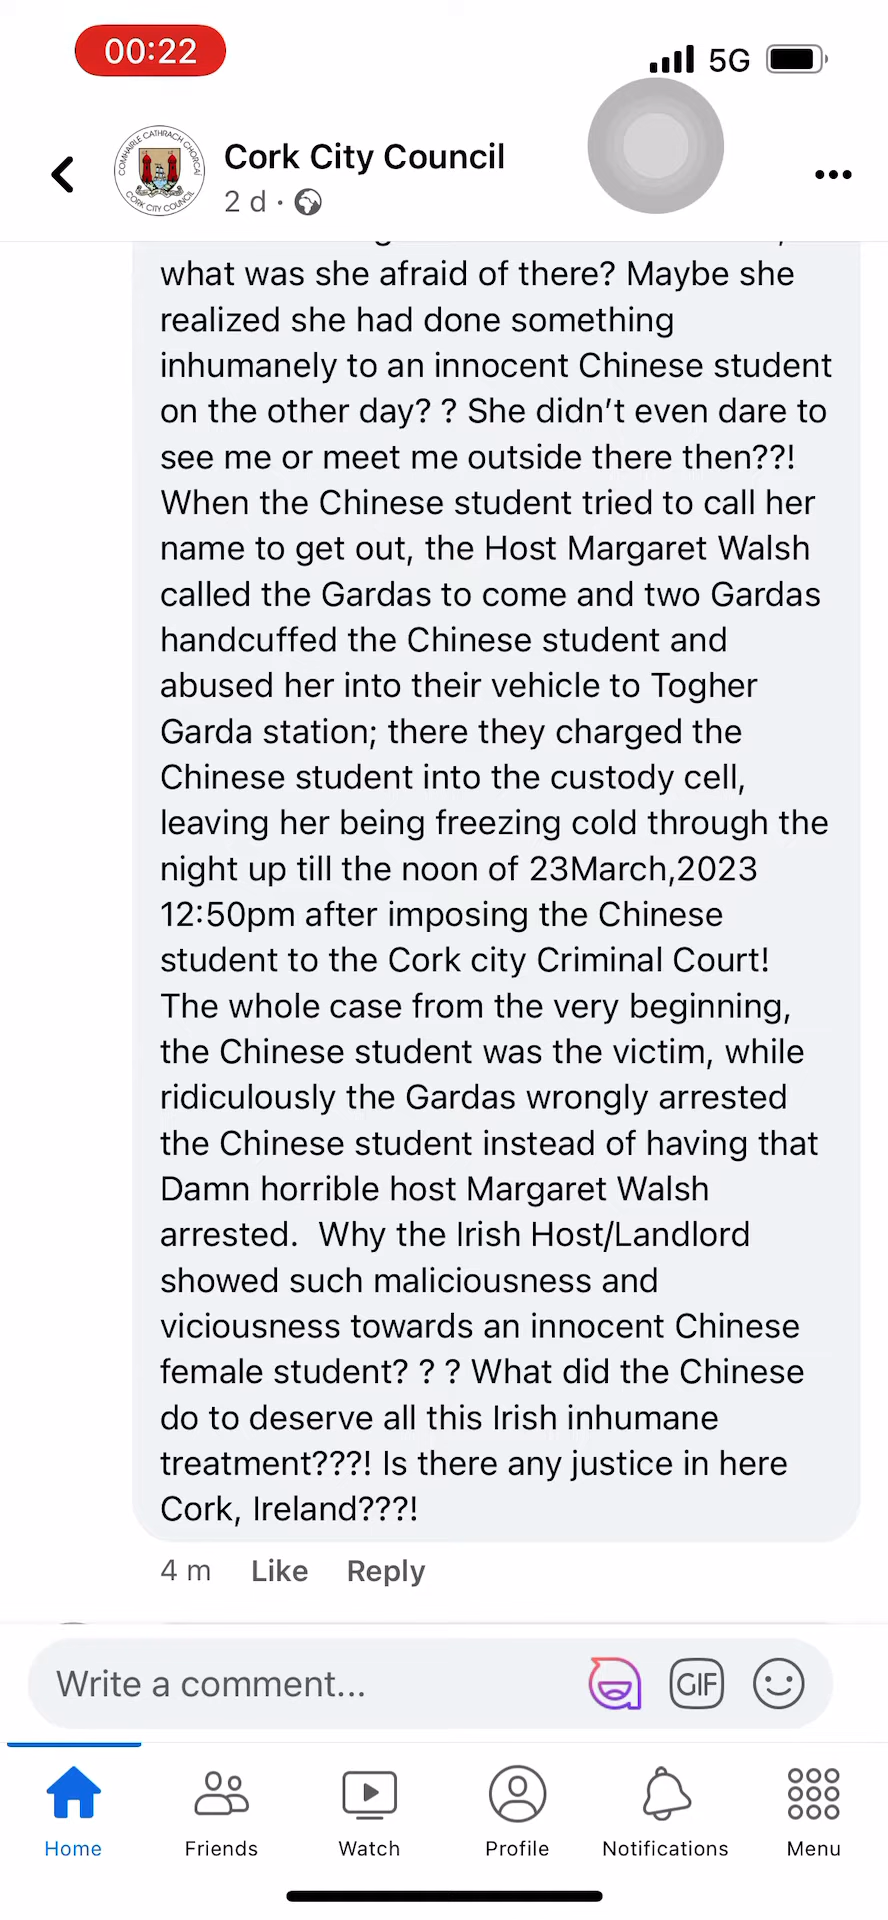 00:22
5G
COMHAIRLE CATHRACH CHORCAÍ
CORK CITY COUNCIL
Cork City Council
2 d ·
what was she afraid of there? Maybe she
realized she had done something
inhumanely to an innocent Chinese student
on the other day? ? She didn’t even dare to
see me or meet me outside there then??!
When the Chinese student tried to call her
name to get out, the Host Margaret Walsh
called the Gardas to come and two Gardas
handcuffed the Chinese student and
abused her into their vehicle to Togher
Garda station; there they charged the
Chinese student into the custody cell,
leaving her being freezing cold through the
night up till the noon of 23March,2023
12:50pm after imposing the Chinese
student to the Cork city Criminal Court!
The whole case from the very beginning,
the Chinese student was the victim, while
ridiculously the Gardas wrongly arrested
the Chinese student instead of having that
Damn horrible host Margaret Walsh
arrested.  Why the Irish Host/Landlord
showed such maliciousness and
viciousness towards an innocent Chinese
female student? ? ? What did the Chinese
do to deserve all this Irish inhumane
treatment???! Is there any justice in here
Cork, Ireland???!
4 m Like Reply
Write a comment...
GIF
Home Friends Watch Profile Notifications Menu